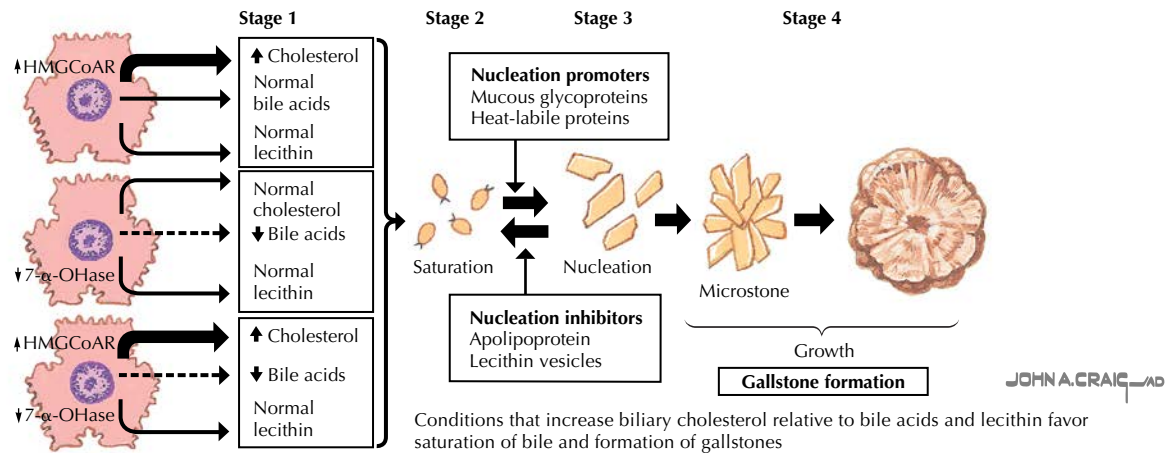 Stage 1
Stage 2
Stage 3
Stage 4
HMGCoAR
Cholesterol
Normal
bile acids
Normal
lecithin
7-α-OHase
Normal
cholesterol
Bile acids
Normal
lecithin
HMGCoAR
7-α-OHase
Cholesterol
Bile acids
Normal
lecithin
Nucleation promoters
Mucous glycoproteins
Heat-labile proteins
Saturation
Nucleation
Nucleation inhibitors
Apolipoprotein
Lecithin vesicles
Microstone
Growth
Gallstone formation
JOHN A. CRAIG AD
Conditions that increase biliary cholesterol relative to bile acids and lecithin favor
saturation of bile and formation of gallstones